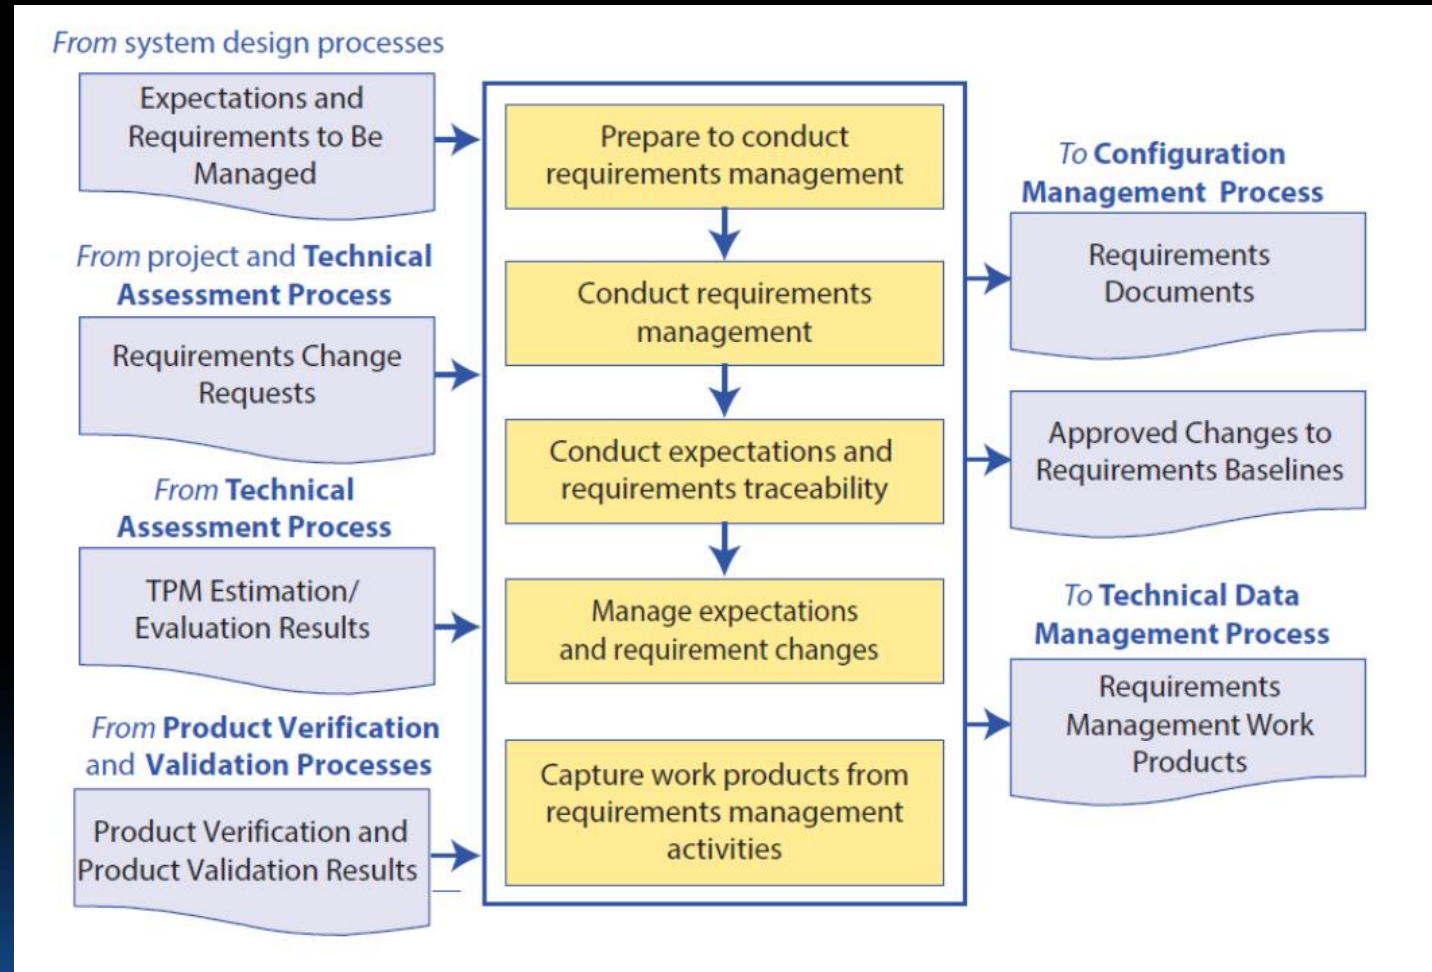 From system design processes
Expectations and
Requirements to Be
Managed
From project and Technical
Assessment Process
Requirements Change
Requests
From Technical
Assessment Process
TPM Estimation/
Evaluation Results
From Product Verification
and Validation Processes
Product Verification and
Product Validation Results
Prepare to conduct
requirements management
Conduct requirements
management
Conduct expectations and
requirements traceability
Manage expectations
and requirement changes
Capture work products from
requirements management
activities
To Configuration
Management Process
Requirements
Documents
Approved Changes to
Requirements Baselines
To Technical Data
Management Process
Requirements
Management Work
Products